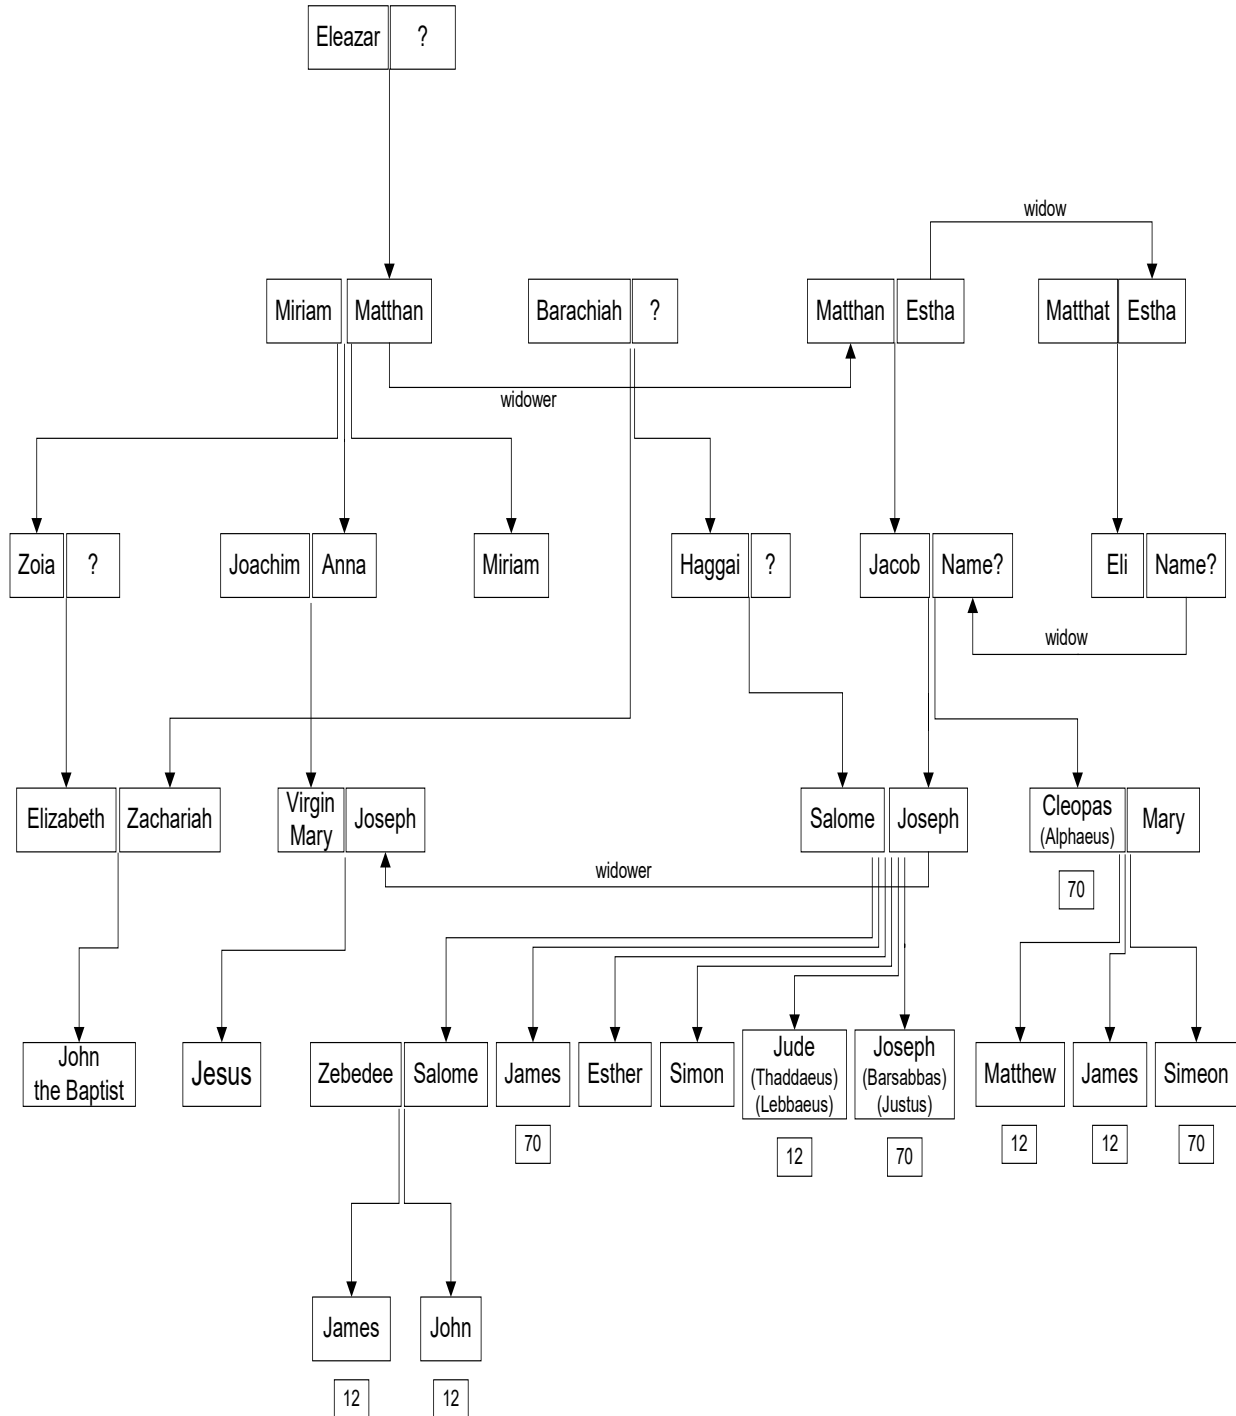 Eleazar
?
widow
Miriam
Matthan
Barachiah
?
Matthan
Estha
Matthat
Estha
widower
Zoia
?
Joachim
Anna
Miriam
Haggai
?
Jacob
Name?
Eli
Name?
widow
Elizabeth
Zachariah
Virgin
Mary
Joseph
Salome
Joseph
Cleopas
(Alphaeus)
Mary
widower
70
John
the Baptist
Jesus
Zebedee
Salome
James
Esther
Simon
Jude
(Thaddaeus)
(Lebbaeus)
Joseph
(Barsabbas)
(Justus)
Matthew
James
Simeon
70
12
70
12
12
70
James
John
12
12